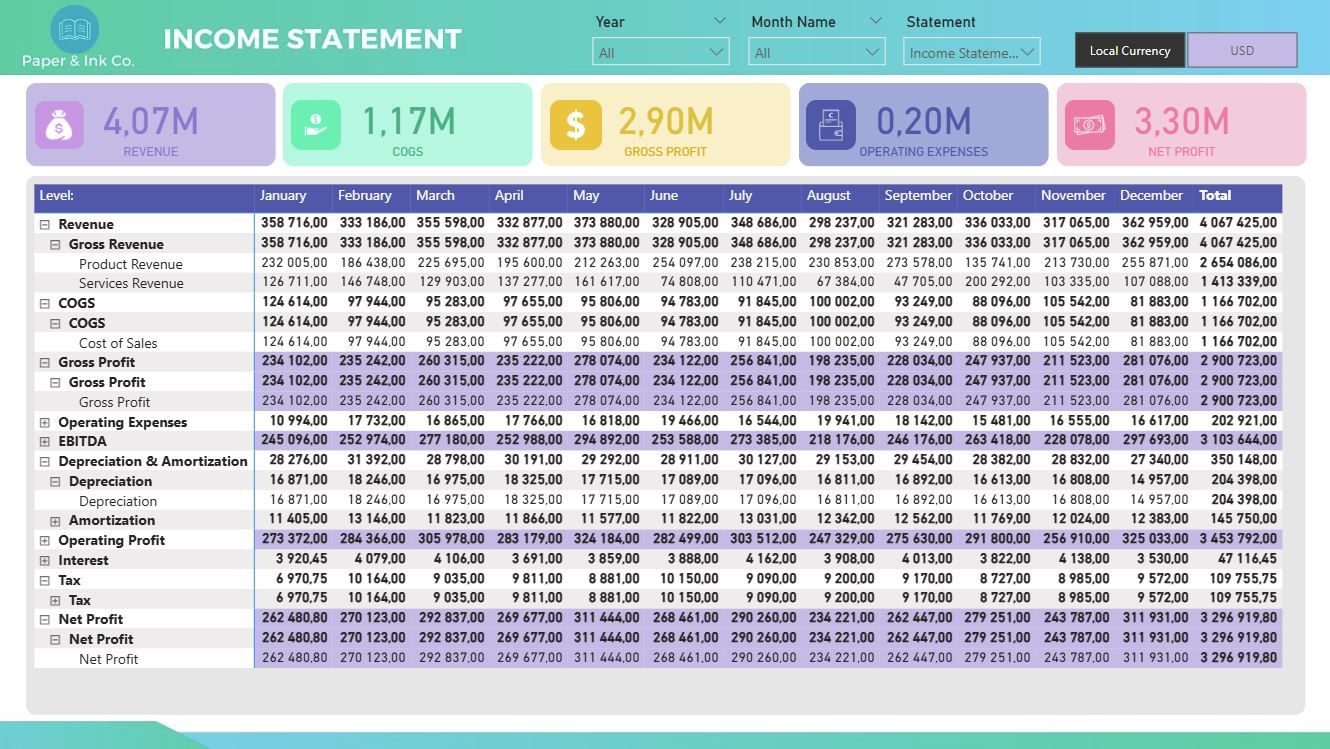 Paper & Ink Co.
INCOME STATEMENT
Year Month Name Statement
All All Income Stateme... Local Currency USD
4,07M 1,17M 2,90M 0,20M 3,30M
REVENUE COGS GROSS PROFIT OPERATING EXPENSES NET PROFIT
Level: January February March April May June July August September October November December Total
Revenue 358 716,00 333 186,00 355 598,00 332 877,00 373 880,00 328 905,00 348 686,00 298 237,00 321 283,00 336 033,00 317 065,00 362 959,00 4 067 425,00
Gross Revenue 358 716,00 333 186,00 355 598,00 332 877,00 373 880,00 328 905,00 348 686,00 298 237,00 321 283,00 336 033,00 317 065,00 362 959,00 4 067 425,00
Product Revenue 232 005,00 186 438,00 225 695,00 195 600,00 212 263,00 254 097,00 238 215,00 230 853,00 273 578,00 135 741,00 213 730,00 255 871,00 2 654 086,00
Services Revenue 126 711,00 146 748,00 129 903,00 137 277,00 161 617,00 74 808,00 110 471,00 67 384,00 47 705,00 200 292,00 103 335,00 107 088,00 1 413 339,00
COGS 124 614,00 97 944,00 95 283,00 97 655,00 95 806,00 94 783,00 91 845,00 100 002,00 93 249,00 88 096,00 105 542,00 81 883,00 1 166 702,00
COGS 124 614,00 97 944,00 95 283,00 97 655,00 95 806,00 94 783,00 91 845,00 100 002,00 93 249,00 88 096,00 105 542,00 81 883,00 1 166 702,00
Cost of Sales 124 614,00 97 944,00 95 283,00 97 655,00 95 806,00 94 783,00 91 845,00 100 002,00 93 249,00 88 096,00 105 542,00 81 883,00 1 166 702,00
Gross Profit 234 102,00 235 242,00 260 315,00 235 222,00 278 074,00 234 122,00 256 841,00 198 235,00 228 034,00 247 937,00 211 523,00 281 076,00 2 900 723,00
Gross Profit 234 102,00 235 242,00 260 315,00 235 222,00 278 074,00 234 122,00 256 841,00 198 235,00 228 034,00 247 937,00 211 523,00 281 076,00 2 900 723,00
Gross Profit 234 102,00 235 242,00 260 315,00 235 222,00 278 074,00 234 122,00 256 841,00 198 235,00 228 034,00 247 937,00 211 523,00 281 076,00 2 900 723,00
Operating Expenses 10 994,00 17 732,00 16 865,00 17 766,00 16 818,00 19 466,00 16 544,00 19 941,00 18 142,00 15 481,00 16 555,00 16 617,00 202 921,00
EBITDA 245 096,00 252 974,00 277 180,00 252 988,00 294 892,00 253 588,00 273 385,00 218 176,00 246 176,00 263 418,00 228 078,00 297 693,00 3 103 644,00
Depreciation & Amortization 28 276,00 31 392,00 28 798,00 30 191,00 29 292,00 28 911,00 30 127,00 29 153,00 29 454,00 28 382,00 28 832,00 27 340,00 350 148,00
Depreciation 16 871,00 18 246,00 16 975,00 18 325,00 17 715,00 17 089,00 17 096,00 16 811,00 16 892,00 16 613,00 16 808,00 14 957,00 204 398,00
Depreciation 16 871,00 18 246,00 16 975,00 18 325,00 17 715,00 17 089,00 17 096,00 16 811,00 16 892,00 16 613,00 16 808,00 14 957,00 204 398,00
Amortization 11 405,00 13 146,00 11 823,00 11 866,00 11 577,00 11 822,00 13 031,00 12 342,00 12 562,00 11 769,00 12 024,00 12 383,00 145 750,00
Operating Profit 273 372,00 284 366,00 305 978,00 283 179,00 324 184,00 282 499,00 303 512,00 247 329,00 275 630,00 291 800,00 256 910,00 325 033,00 3 453 792,00
Interest 3 920,45 4 079,00 4 106,00 3 691,00 3 859,00 3 888,00 4 162,00 3 908,00 4 013,00 3 822,00 4 138,00 3 530,00 47 116,45
Tax 6 970,75 10 164,00 9 035,00 9 811,00 8 881,00 10 150,00 9 090,00 9 200,00 9 170,00 8 727,00 8 985,00 9 572,00 109 755,75
Tax 6 970,75 10 164,00 9 035,00 9 811,00 8 881,00 10 150,00 9 090,00 9 200,00 9 170,00 8 727,00 8 985,00 9 572,00 109 755,75
Net Profit 262 480,80 270 123,00 292 837,00 269 677,00 311 444,00 268 461,00 290 260,00 234 221,00 262 447,00 279 251,00 243 787,00 311 931,00 3 296 919,80
Net Profit 262 480,80 270 123,00 292 837,00 269 677,00 311 444,00 268 461,00 290 260,00 234 221,00 262 447,00 279 251,00 243 787,00 311 931,00 3 296 919,80
Net Profit 262 480,80 270 123,00 292 837,00 269 677,00 311 444,00 268 461,00 290 260,00 234 221,00 262 447,00 279 251,00 243 787,00 311 931,00 3 296 919,80